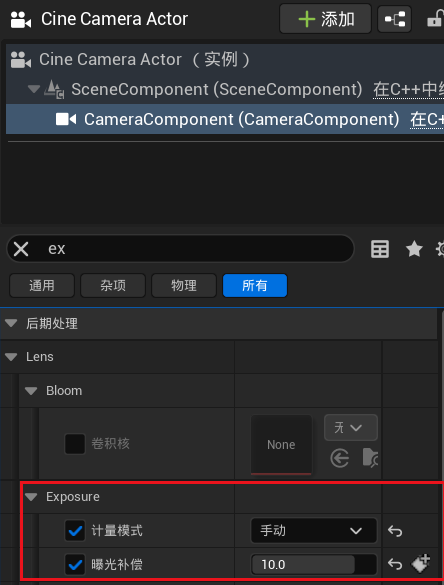 Cine Camera Actor
添加
Cine Camera Actor （实例）
SceneComponent (SceneComponent) 在C++中
CameraComponent (CameraComponent) 在C+
ex
通用 杂项 物理 所有
后期处理
Lens
Bloom
卷积核 None 无
Exposure
计量模式 手动
曝光补偿 10.0